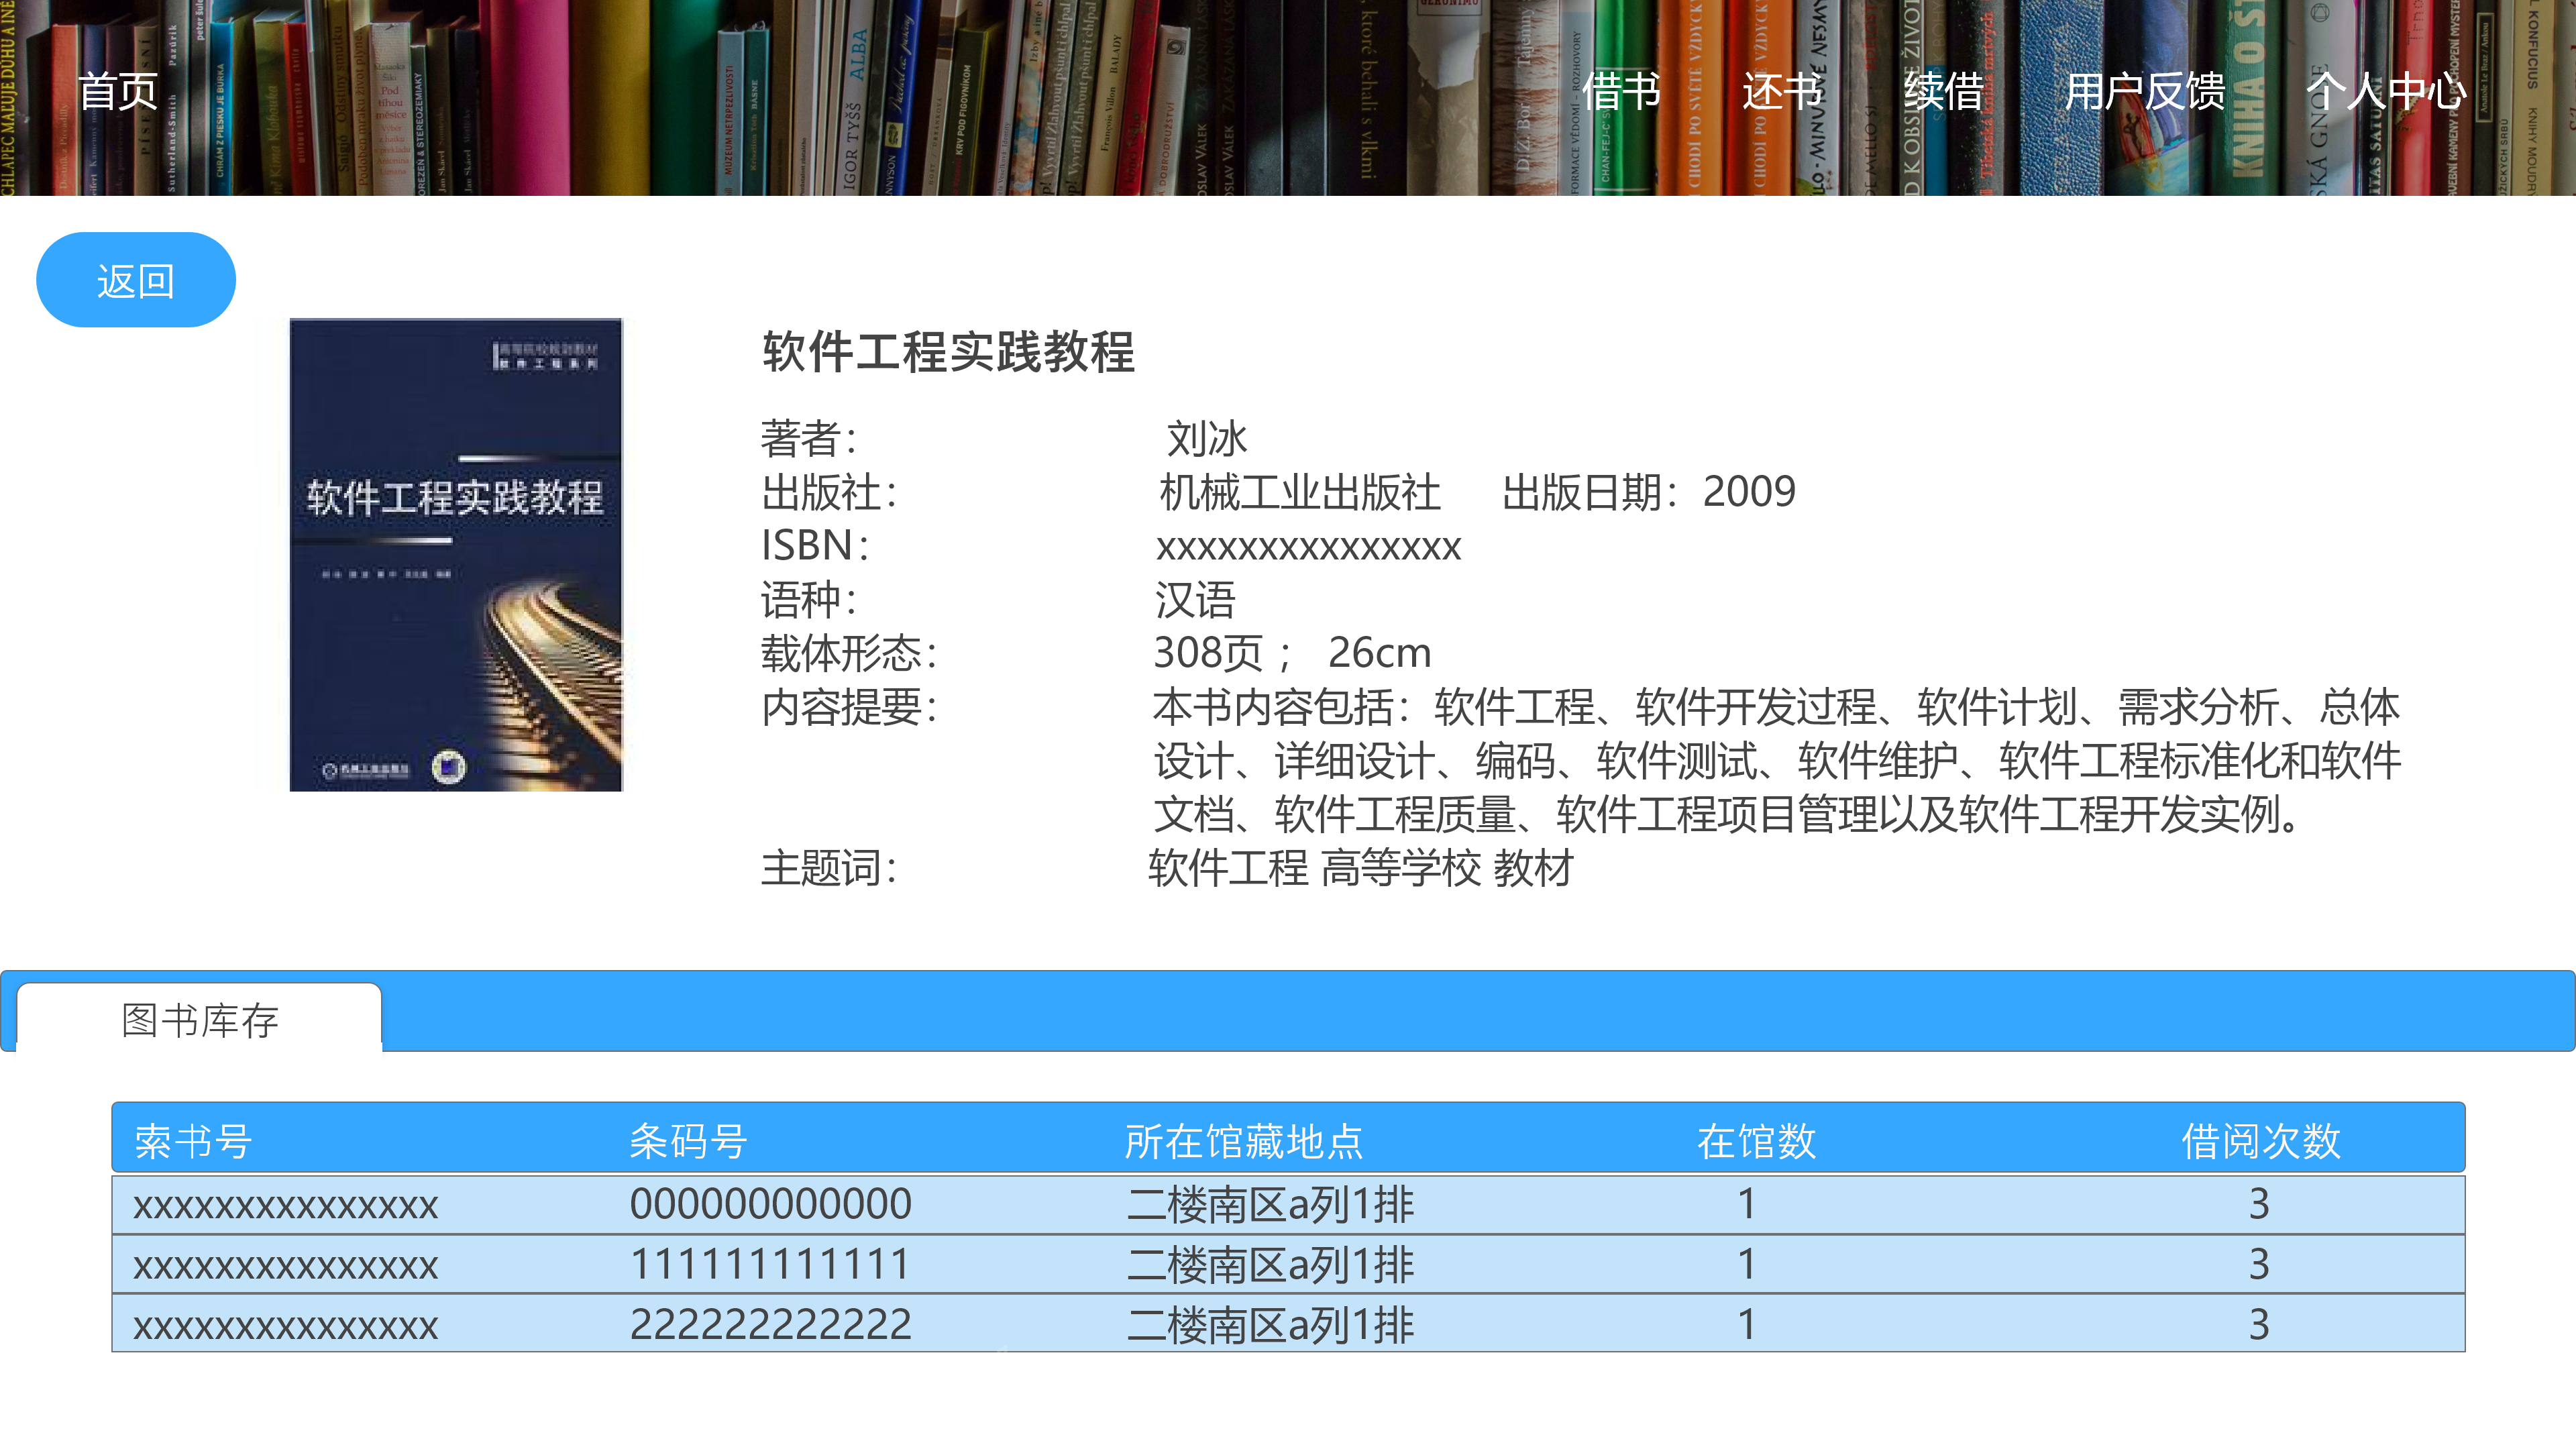 首页
借书
还书
续借
用户反馈
个人中心
返回
软件工程实践教程
软件工程实践教程
著者： 刘冰
出版社： 机械工业出版社 出版日期：2009
ISBN： xxxxxxxxxxxxxxx
语种： 汉语
载体形态： 308页 ； 26cm
内容提要： 本书内容包括：软件工程、软件开发过程、软件计划、需求分析、总体
设计、详细设计、编码、软件测试、软件维护、软件工程标准化和软件
文档、软件工程质量、软件工程项目管理以及软件工程开发实例。
主题词： 软件工程 高等学校 教材
图书库存
索书号 条码号 所在馆藏地点 在馆数 借阅次数
xxxxxxxxxxxxxxx 000000000000 二楼南区a列1排 1 3
xxxxxxxxxxxxxxx 111111111111 二楼南区a列1排 1 3
xxxxxxxxxxxxxxx 222222222222 二楼南区a列1排 1 3